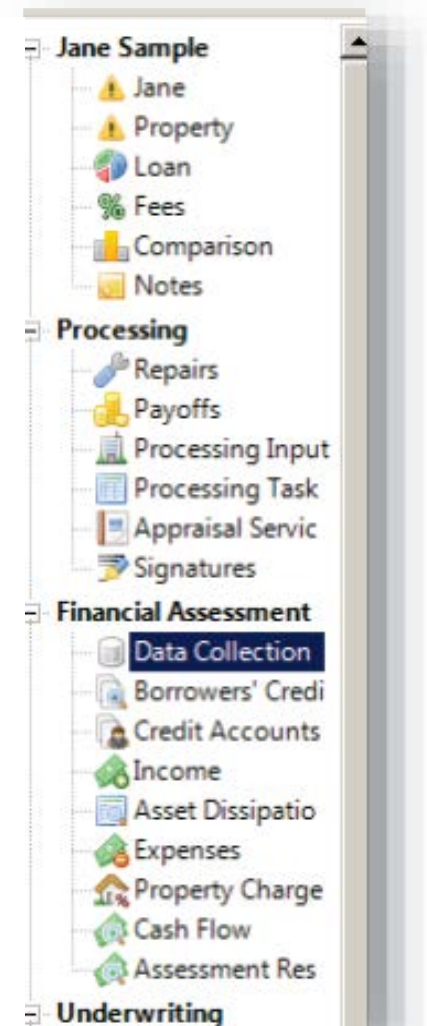 Jane Sample
Jane
Property
Loan
Fees
Comparison
Notes
Processing
Repairs
Payoffs
Processing Input
Processing Task
Appraisal Servic
Signatures
Financial Assessment
Data Collection
Borrowers' Credi
Credit Accounts
Income
Asset Dissipatio
Expenses
Property Charge
Cash Flow
Assessment Res
Underwriting